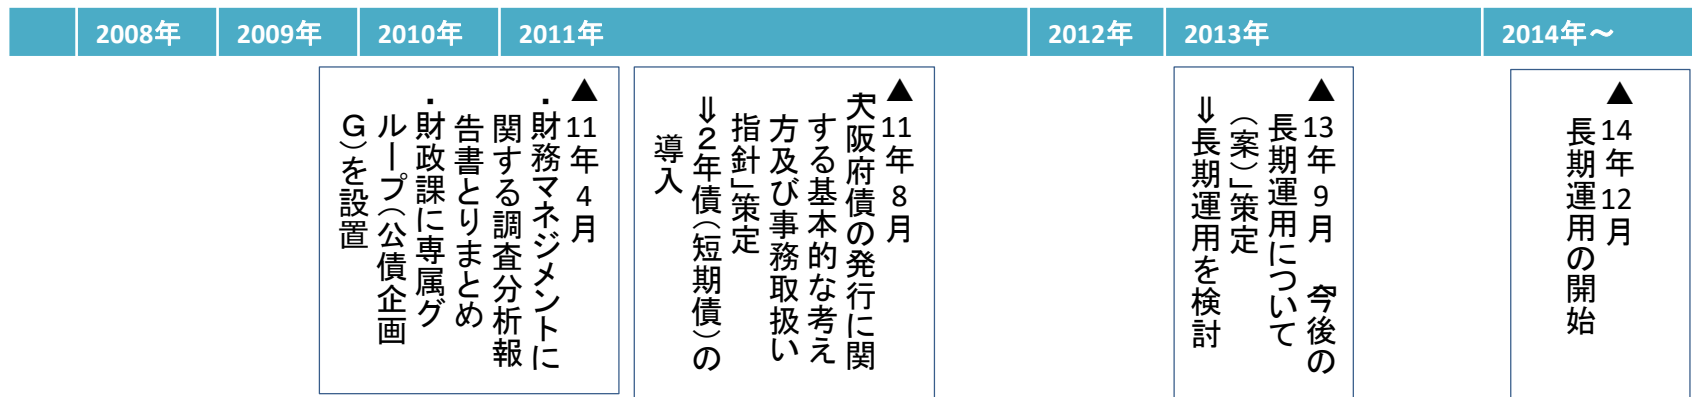 2008年 2009年 2010年 2011年 2012年 2013年 2014年～
▲11年4月
・財務マネジメントに
関する調査分析報
告書とりまとめ
・財政課に専属グ
ループ（公債企画
G）を設置
▲11年8月
「大阪府債の発行に関
する基本的な考え
方及び事務取扱い
指針」策定
⇒２年債（短期債）の
導入
▲13年9月 「今後の
長期運用について
（案）」策定
⇒長期運用を検討
▲14年12月
長期運用の開始